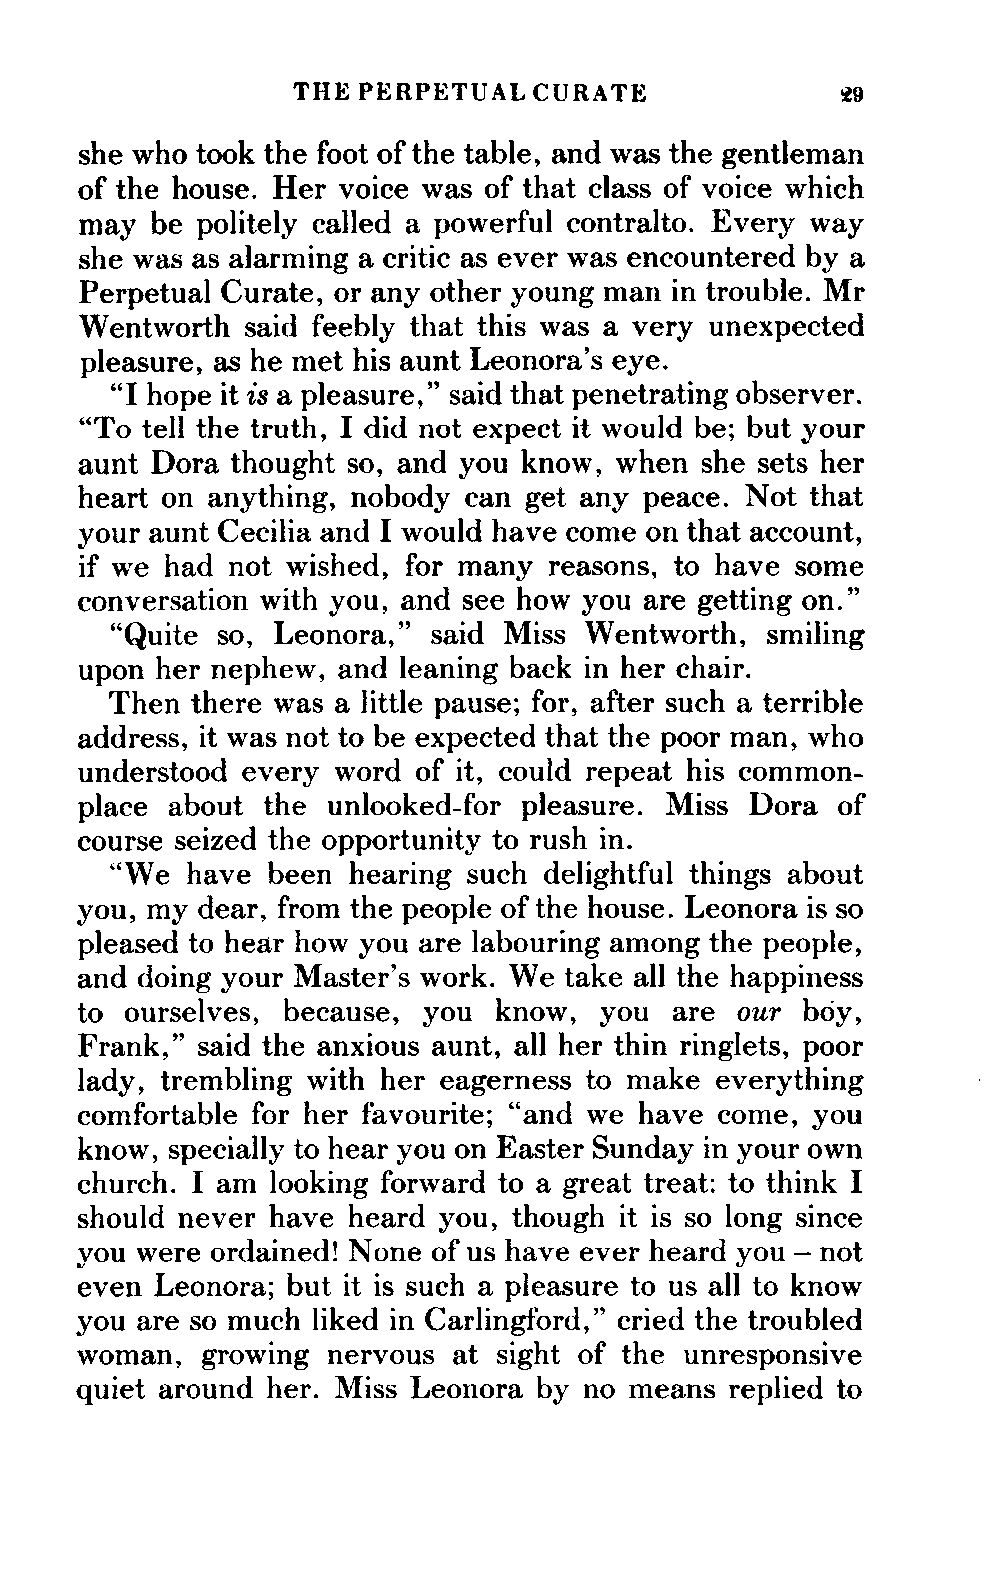 THE PERPETUAL CURATE 29
she who took the foot of the table, and was the gentleman
of the house. Her voice was of that class of voice which
may be politely called a powerful contralto. Every way
she was as alarming a critic as ever was encountered by a
Perpetual Curate, or any other young man in trouble. Mr
Wentworth said feebly that this was a very unexpected
pleasure, as he met his aunt Leonora's eye.
“I hope it is a pleasure,” said that penetrating observer.
“To tell the truth, I did not expect it would be; but your
aunt Dora thought so, and you know, when she sets her
heart on anything, nobody can get any peace. Not that
your aunt Cecilia and I would have come on that account,
if we had not wished, for many reasons, to have some
conversation with you, and see how you are getting on.”
“Quite so, Leonora,” said Miss Wentworth, smiling
upon her nephew, and leaning back in her chair.
Then there was a little pause; for, after such a terrible
address, it was not to be expected that the poor man, who
understood every word of it, could repeat his common-
place about the unlooked-for pleasure. Miss Dora of
course seized the opportunity to rush in.
“We have been hearing such delightful things about
you, my dear, from the people of the house. Leonora is so
pleased to hear how you are labouring among the people,
and doing your Master's work. We take all the happiness
to ourselves, because, you know, you are our boy,
Frank,” said the anxious aunt, all her thin ringlets, poor
lady, trembling with her eagerness to make everything
comfortable for her favourite; “and we have come, you
know, specially to hear you on Easter Sunday in your own
church. I am looking forward to a great treat: to think I
should never have heard you, though it is so long since
you were ordained! None of us have ever heard you – not
even Leonora; but it is such a pleasure to us all to know
you are so much liked in Carlingford,” cried the troubled
woman, growing nervous at sight of the unresponsive
quiet around her. Miss Leonora by no means replied to